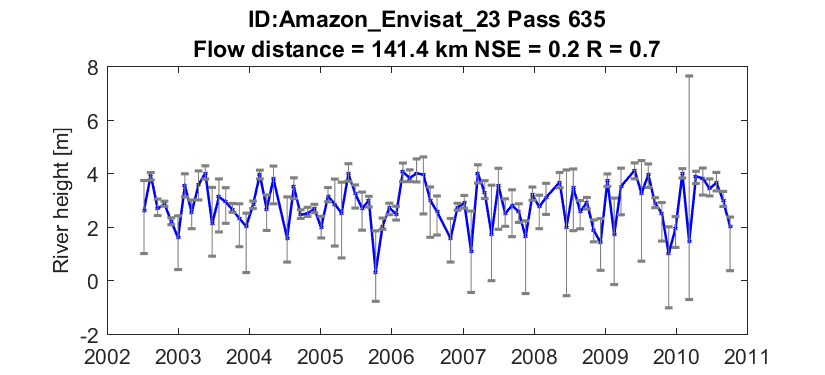 ID:Amazon_Envisat_23 Pass 635
Flow distance = 141.4 km NSE = 0.2 R = 0.7
8
6
4
2
0
-2
River height [m]
2002 2003 2004 2005 2006 2007 2008 2009 2010 2011